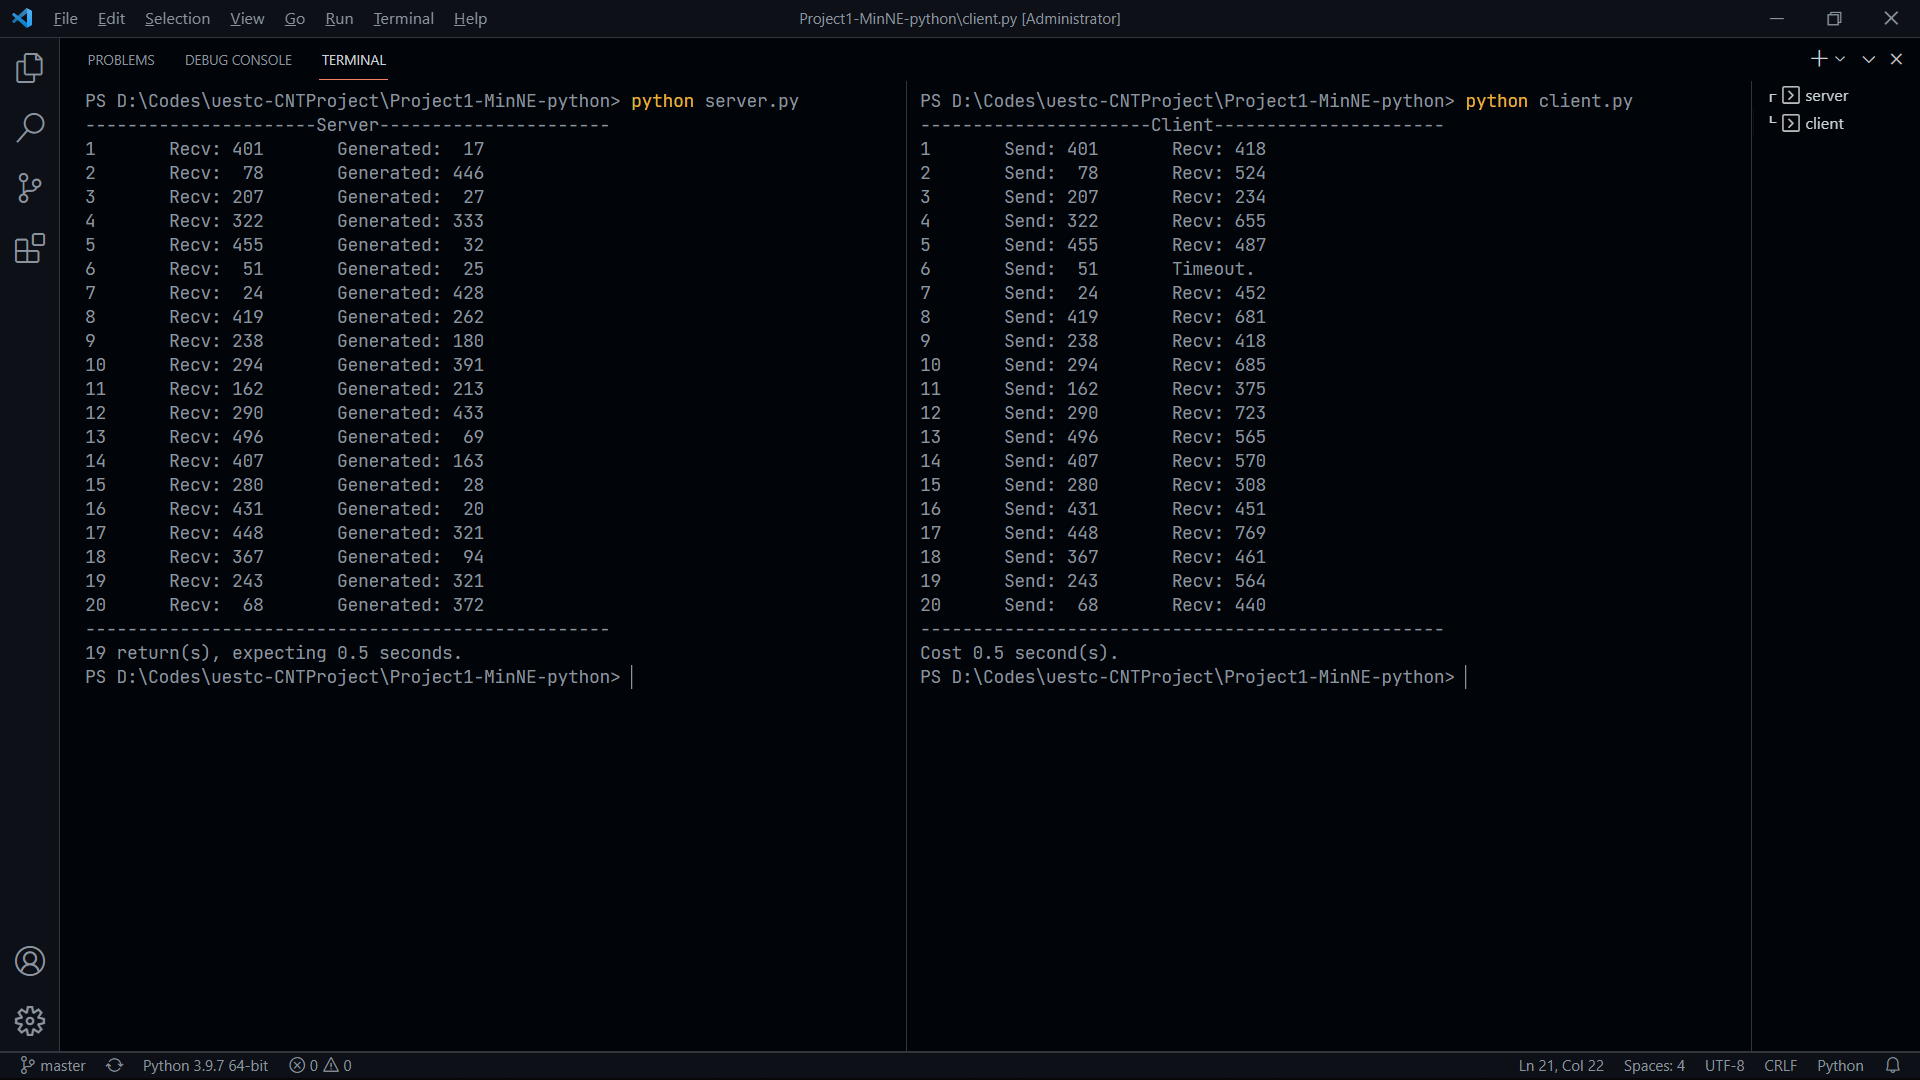 File Edit Selection View Go Run Terminal Help
Project1-MinNE-python\client.py [Administrator]
PROBLEMS DEBUG CONSOLE TERMINAL
PS D:\Codes\uestc-CNTProject\Project1-MinNE-python> python server.py
----------------------Server----------------------
1 Recv: 401 Generated: 17
2 Recv: 78 Generated: 446
3 Recv: 207 Generated: 27
4 Recv: 322 Generated: 333
5 Recv: 455 Generated: 32
6 Recv: 51 Generated: 25
7 Recv: 24 Generated: 428
8 Recv: 419 Generated: 262
9 Recv: 238 Generated: 180
10 Recv: 294 Generated: 391
11 Recv: 162 Generated: 213
12 Recv: 290 Generated: 433
13 Recv: 496 Generated: 69
14 Recv: 407 Generated: 163
15 Recv: 280 Generated: 28
16 Recv: 431 Generated: 20
17 Recv: 448 Generated: 321
18 Recv: 367 Generated: 94
19 Recv: 243 Generated: 321
20 Recv: 68 Generated: 372
--------------------------------------------------
19 return(s), expecting 0.5 seconds.
PS D:\Codes\uestc-CNTProject\Project1-MinNE-python>
PS D:\Codes\uestc-CNTProject\Project1-MinNE-python> python client.py
----------------------Client----------------------
1 Send: 401 Recv: 418
2 Send: 78 Recv: 524
3 Send: 207 Recv: 234
4 Send: 322 Recv: 655
5 Send: 455 Recv: 487
6 Send: 51 Timeout.
7 Send: 24 Recv: 452
8 Send: 419 Recv: 681
9 Send: 238 Recv: 418
10 Send: 294 Recv: 685
11 Send: 162 Recv: 375
12 Send: 290 Recv: 723
13 Send: 496 Recv: 565
14 Send: 407 Recv: 570
15 Send: 280 Recv: 308
16 Send: 431 Recv: 451
17 Send: 448 Recv: 769
18 Send: 367 Recv: 461
19 Send: 243 Recv: 564
20 Send: 68 Recv: 440
--------------------------------------------------
Cost 0.5 second(s).
PS D:\Codes\uestc-CNTProject\Project1-MinNE-python>
server
client
master Python 3.9.7 64-bit 0 0
Ln 21, Col 22 Spaces: 4 UTF-8 CRLF Python